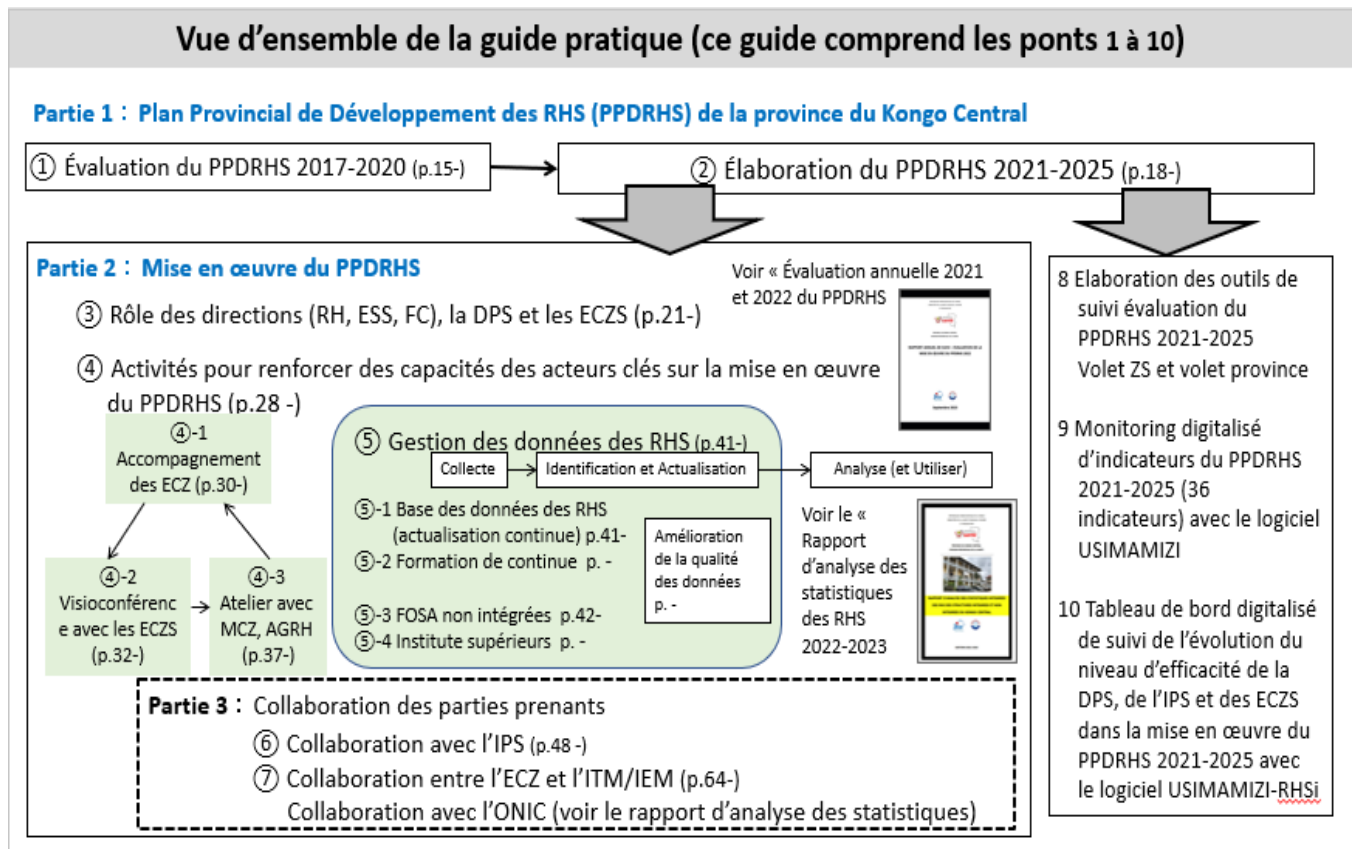 Vue d'ensemble de la guide pratique (ce guide comprend les ponts 1 à 10)
Partie 1 : Plan Provincial de Développement des RHS (PPDRHS) de la province du Kongo Central
① Évaluation du PPDRHS 2017-2020 (p.15-)
② Élaboration du PPDRHS 2021-2025 (p.18-)
Partie 2 : Mise en œuvre du PPDRHS
Voir « Évaluation annuelle 2021
et 2022 du PPDRHS
③ Rôle des directions (RH, ESS, FC), la DPS et les ECZS (p.21-)
④ Activités pour renforcer des capacités des acteurs clés sur la mise en œuvre
du PPDRHS (p.28 -)
④-1
Accompagnement
des ECZ (p.30-)
④-2
Visioconférenc
e avec les ECZS
(p.32-)
④-3
Atelier avec
MCZ, AGRH
(p.37-)
⑤ Gestion des données des RHS (p.41-)
Collecte
Identification et Actualisation
Analyse (et Utiliser)
⑤-1 Base des données des RHS
(actualisation continue) p.41-
⑤-2 Formation de continue p. -
⑤-3 FOSA non intégrées p.42-
⑤-4 Institute supérieurs p. -
Amélioration
de la qualité
des données
p. -
Voir le «
Rapport
d'analyse des
statistiques
des RHS
2022-2023
Partie 3 : Collaboration des parties prenants
⑥ Collaboration avec l'IPS (p.48 -)
⑦ Collaboration entre l'ECZ et l'ITM/IEM (p.64-)
Collaboration avec l'ONIC (voir le rapport d'analyse des statistiques)
8 Elaboration des outils de
suivi évaluation du
PPDRHS 2021-2025
Volet ZS et volet province
9 Monitoring digitalisé
d'indicateurs du PPDRHS
2021-2025 (36
indicateurs) avec le logiciel
USIMAMIZI
10 Tableau de bord digitalisé
de suivi de l'évolution du
niveau d'efficacité de la
DPS, de l'IPS et des ECZS
dans la mise en œuvre du
PPDRHS 2021-2025 avec
le logiciel USIMAMIZI-RHSi